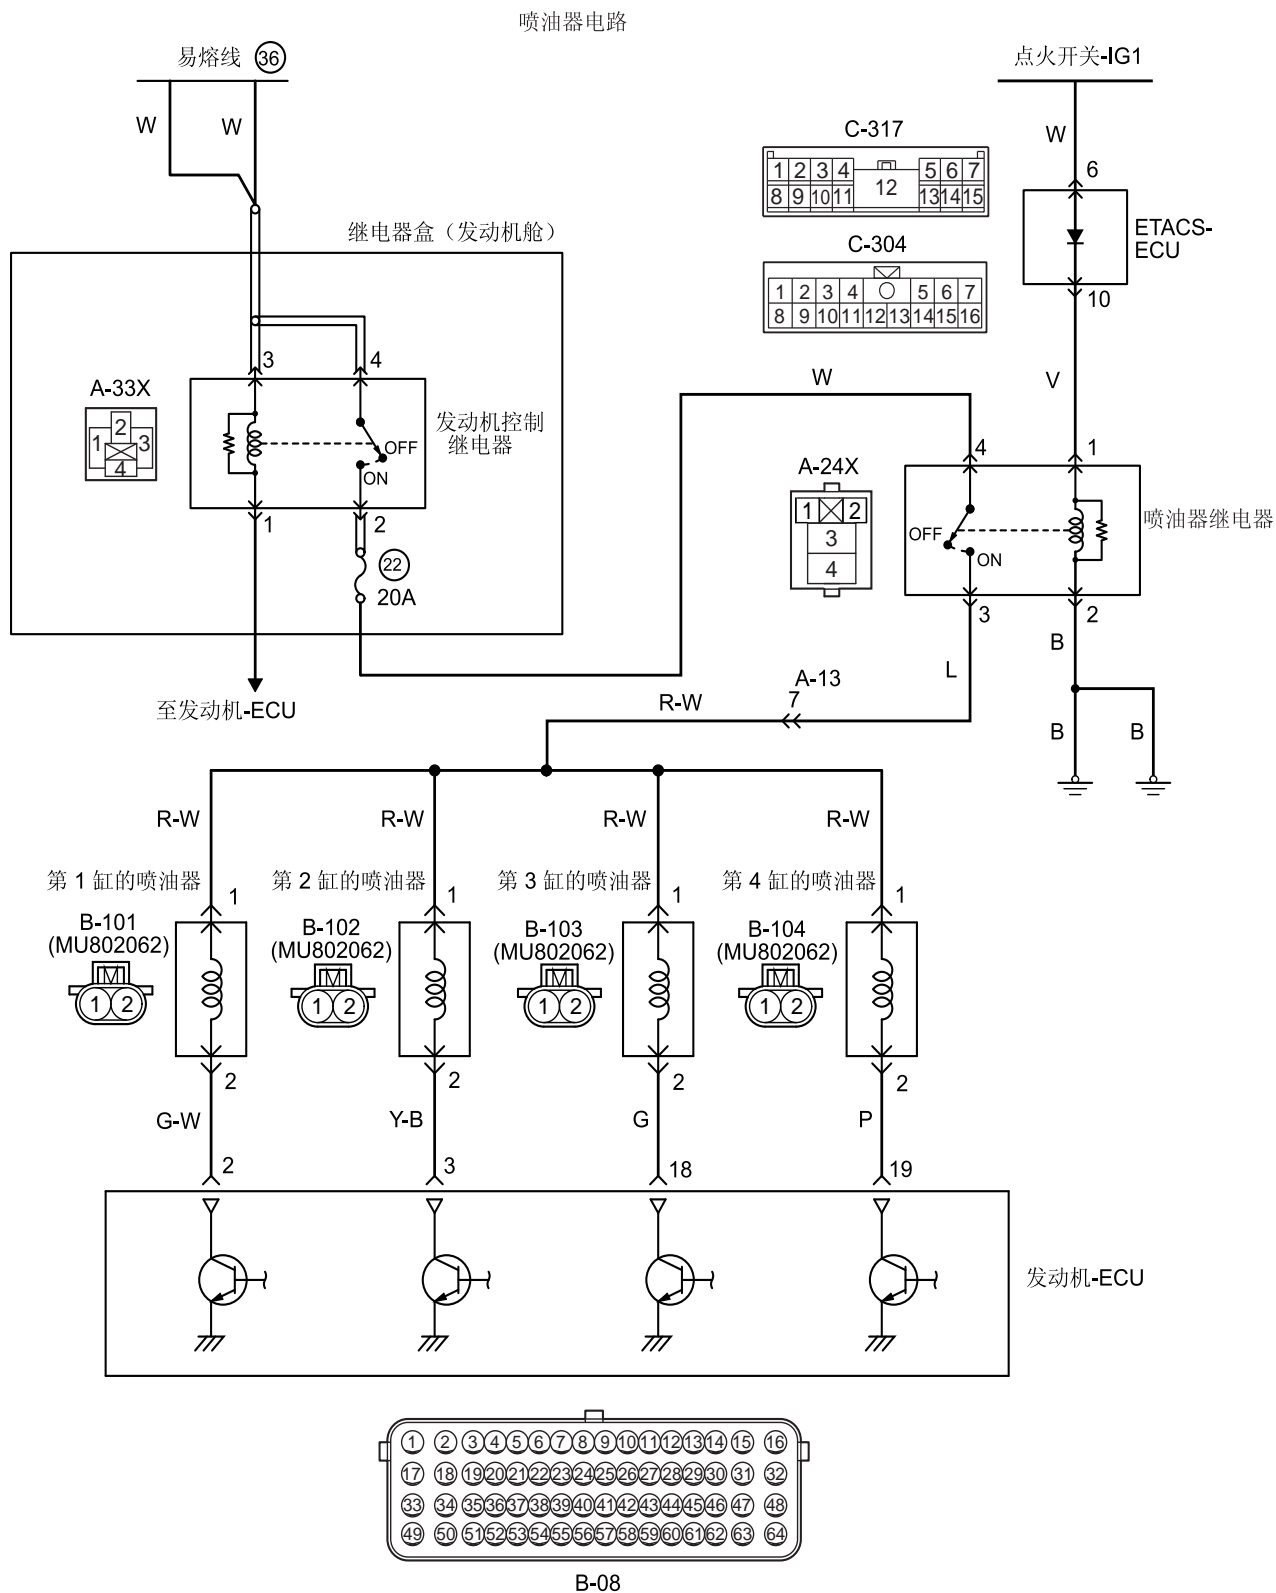 喷油器电路
易熔线 36
点火开关-IG1
W
W
W
C-317
1 2 3 4 5 6 7
12
8 9 10 11 13 14 15
6
ETACS-
ECU
10
继电器盒（发动机舱）
C-304
1 2 3 4 5 6 7
8 9 10 11 12 13 14 15 16
3
4
V
W
A-33X
2
1 3
4
OFF
ON
发动机控制
继电器
4
1
A-24X
1 2
3
4
OFF
ON
喷油器继电器
1
2
22
20A
3
2
B
L
A-13
7
R-W
至发动机-ECU
B
B
R-W
R-W
R-W
R-W
第 1 缸的喷油器
1
第 2 缸的喷油器
1
第 3 缸的喷油器
1
第 4 缸的喷油器
1
B-101
(MU802062)
1 2
B-102
(MU802062)
1 2
B-103
(MU802062)
1 2
B-104
(MU802062)
1 2
2
2
2
2
G-W
Y-B
G
P
2
3
18
19
发动机-ECU
1 2 3 4 5 6 7 8 9 10 11 12 13 14 15 16
17 18 19 20 21 22 23 24 25 26 27 28 29 30 31 32
33 34 35 36 37 38 39 40 41 42 43 44 45 46 47 48
49 50 51 52 53 54 55 56 57 58 59 60 61 62 63 64
B-08